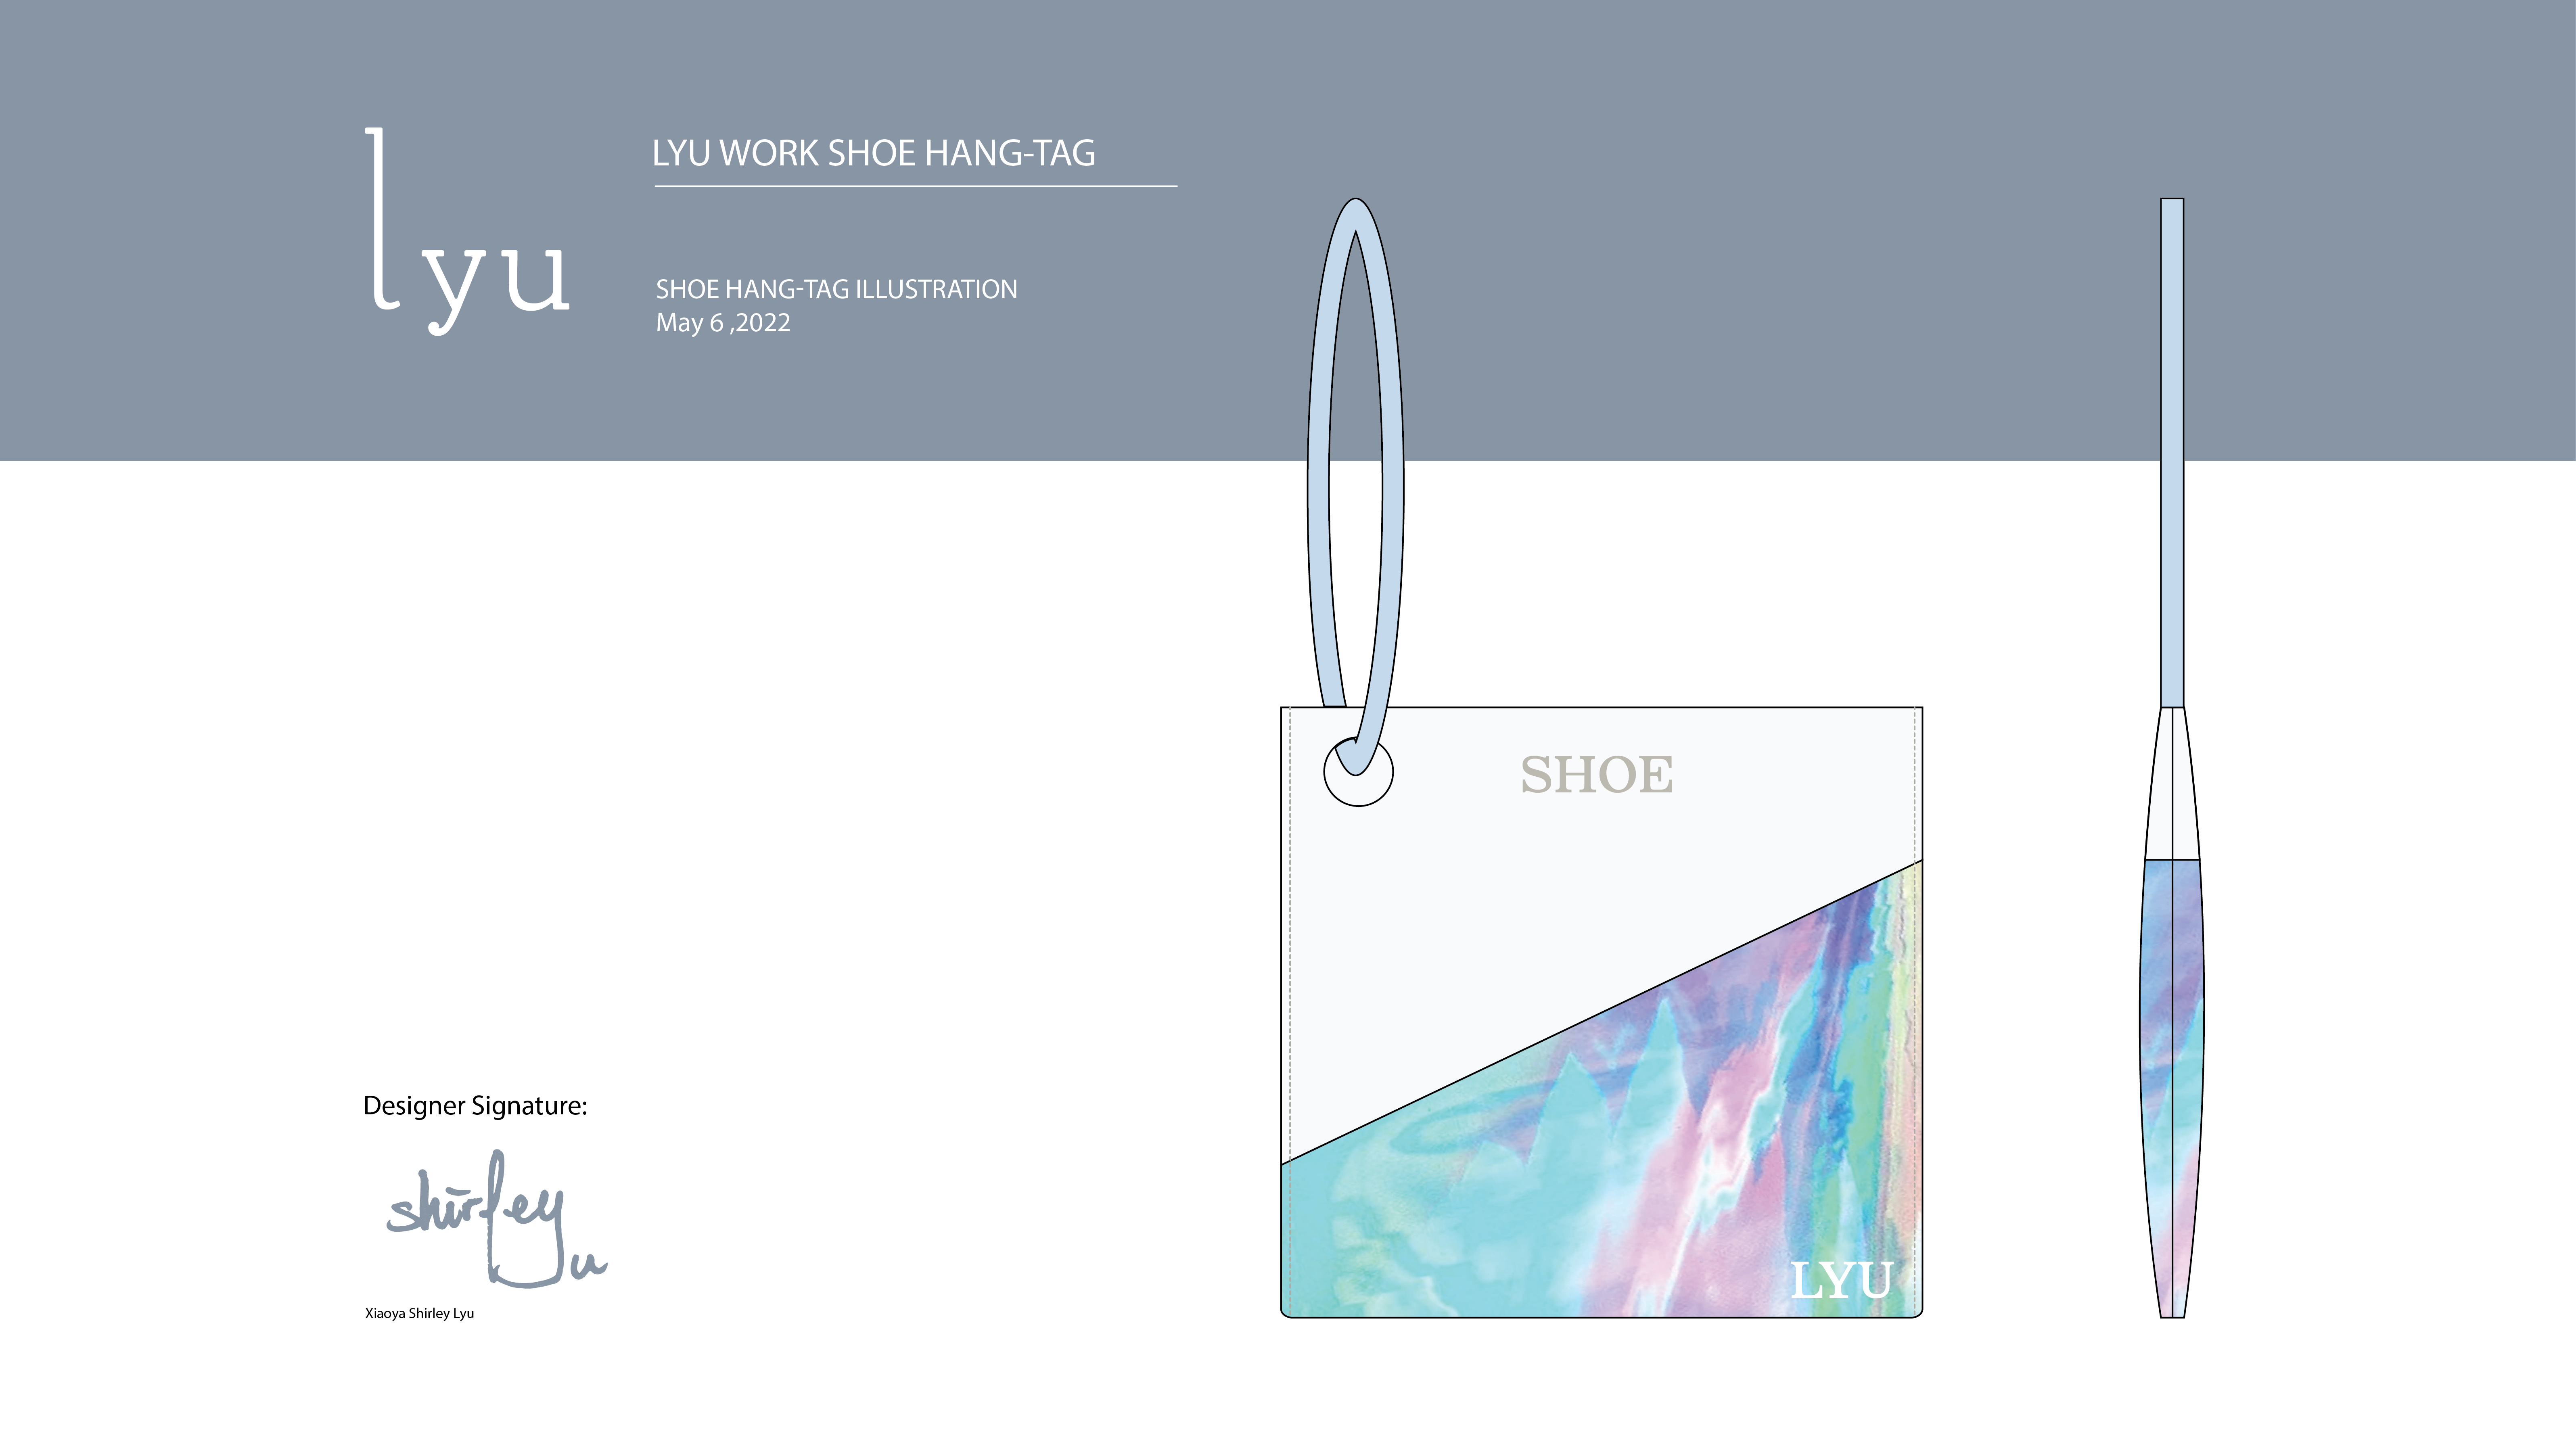 lyu
LYU WORK SHOE HANG-TAG
SHOE HANG-TAG ILLUSTRATION
May 6 ,2022
SHOE
LYU
Designer Signature:
shirley
u
Xiaoya Shirley Lyu